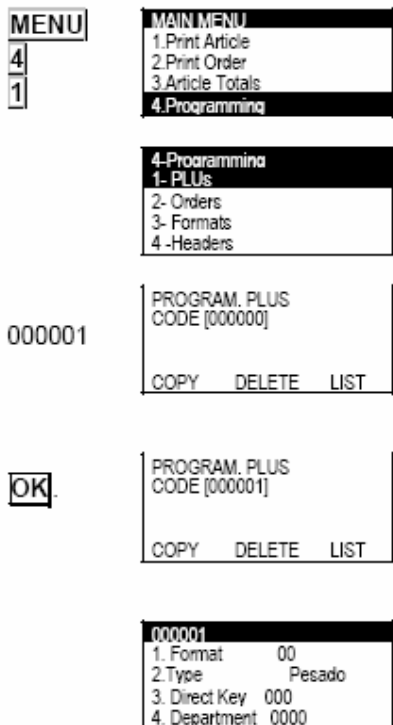 MENU
4
1
MAIN MENU
1.Print Article
2.Print Order
3.Article Totals
4.Programming
4-Programming
1- PLUs
2- Orders
3- Formats
4 -Headers
000001
PROGRAM. PLUS
CODE [000000]
COPY DELETE LIST
OK.
PROGRAM. PLUS
CODE [000001]
COPY DELETE LIST
000001
1. Format 00
2.Type Pesado
3. Direct Key 000
4. Department 0000